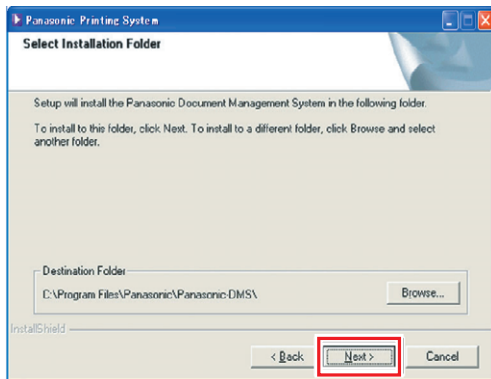 Panasonic Printing System
Select Installation Folder
Setup will install the Panasonic Document Management System in the following folder.
To install to this folder, click Next. To install to a different folder, click Browse and select
another folder.
Destination Folder
C:\Program Files\Panasonic\Panasonic-DMS\
Browse...
InstallShield
< Back
Next >
Cancel